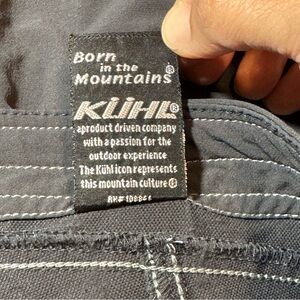 Born
in the
Mountains®
KÜHL®
a product driven company
with a passion for the
outdoor experience
The Kühl icon represents
this mountain culture ®